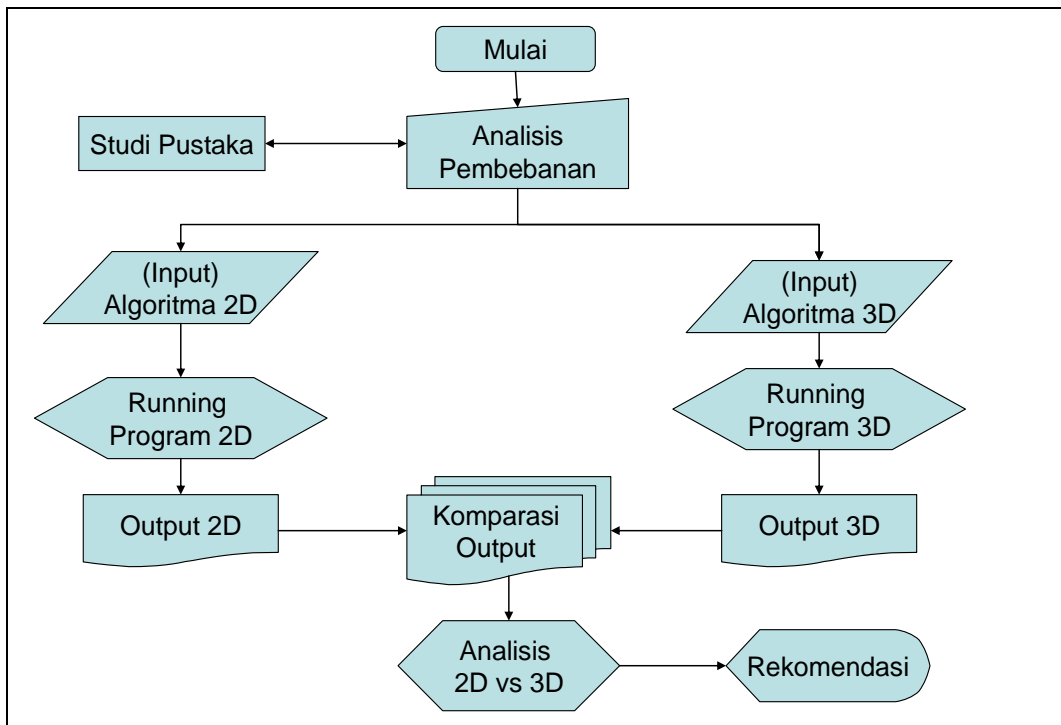 Mulai
Studi Pustaka
Analisis
Pembebanan
(Input)
Algoritma 2D
(Input)
Algoritma 3D
Running
Program 2D
Running
Program 3D
Output 2D
Komparasi
Output
Output 3D
Analisis
2D vs 3D
Rekomendasi